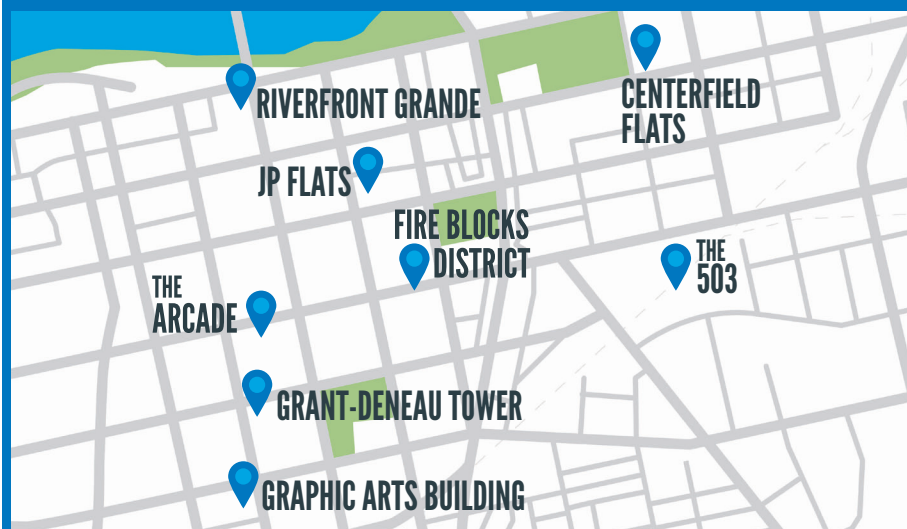 RIVERFRONT GRANDE
CENTERFIELD
FLATS
JP FLATS
FIRE BLOCKS
DISTRICT
THE
503
THE
ARCADE
GRANT-DENEAU TOWER
GRAPHIC ARTS BUILDING